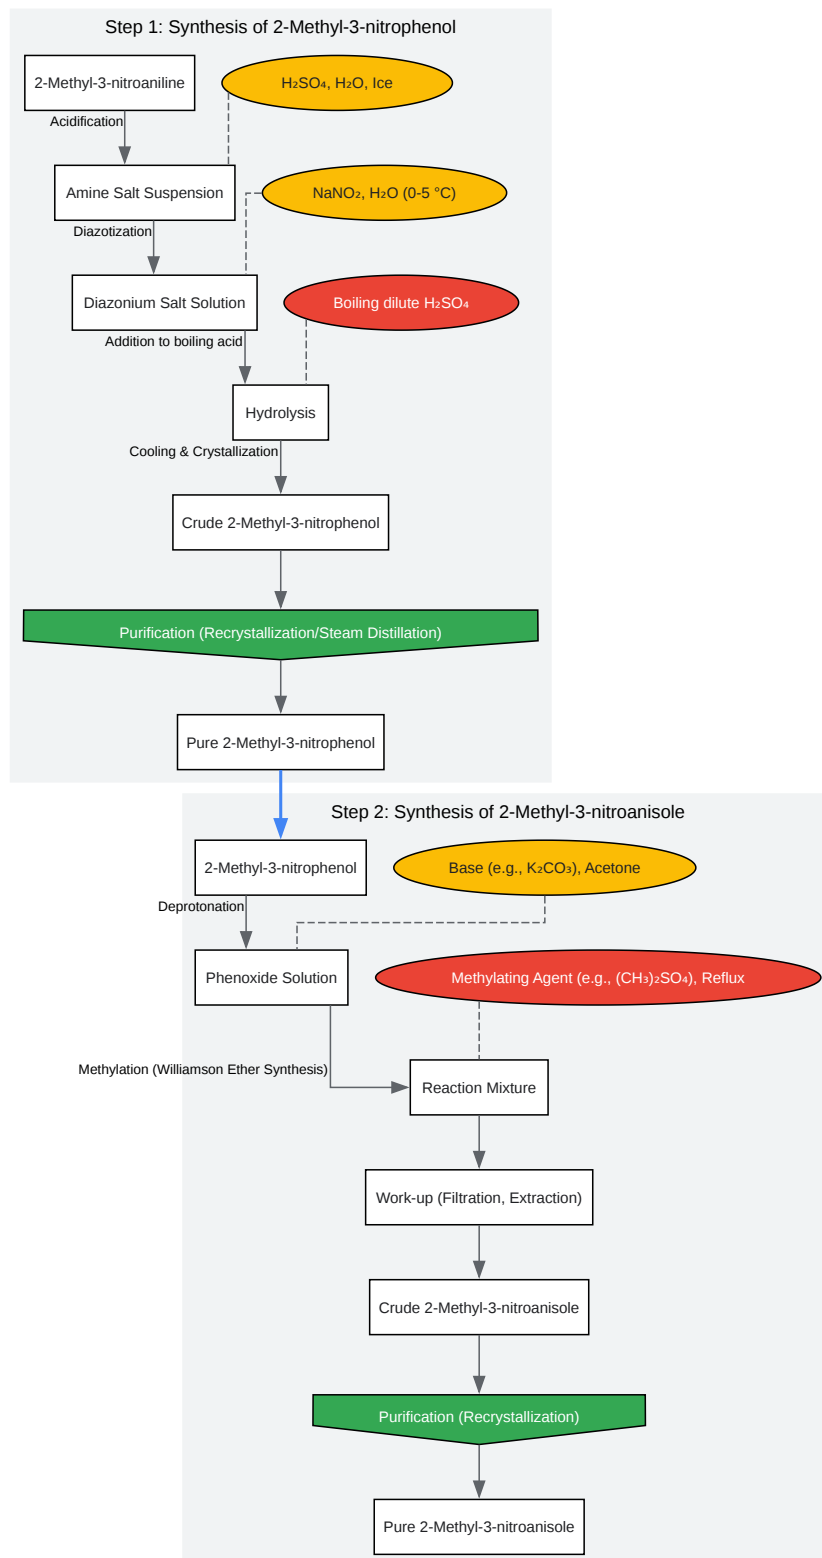 Step 1: Synthesis of 2-Methyl-3-nitrophenol
2-Methyl-3-nitroaniline
H₂SO₄, H₂O, Ice
Acidification
Amine Salt Suspension
NaNO₂, H₂O (0-5 °C)
Diazotization
Diazonium Salt Solution
Boiling dilute H₂SO₄
Addition to boiling acid
Hydrolysis
Cooling & Crystallization
Crude 2-Methyl-3-nitrophenol
Purification (Recrystallization/Steam Distillation)
Pure 2-Methyl-3-nitrophenol
Step 2: Synthesis of 2-Methyl-3-nitroanisole
2-Methyl-3-nitrophenol
Base (e.g., K₂CO₃), Acetone
Deprotonation
Phenoxide Solution
Methylating Agent (e.g., (CH₃)₂SO₄), Reflux
Methylation (Williamson Ether Synthesis)
Reaction Mixture
Work-up (Filtration, Extraction)
Crude 2-Methyl-3-nitroanisole
Purification (Recrystallization)
Pure 2-Methyl-3-nitroanisole